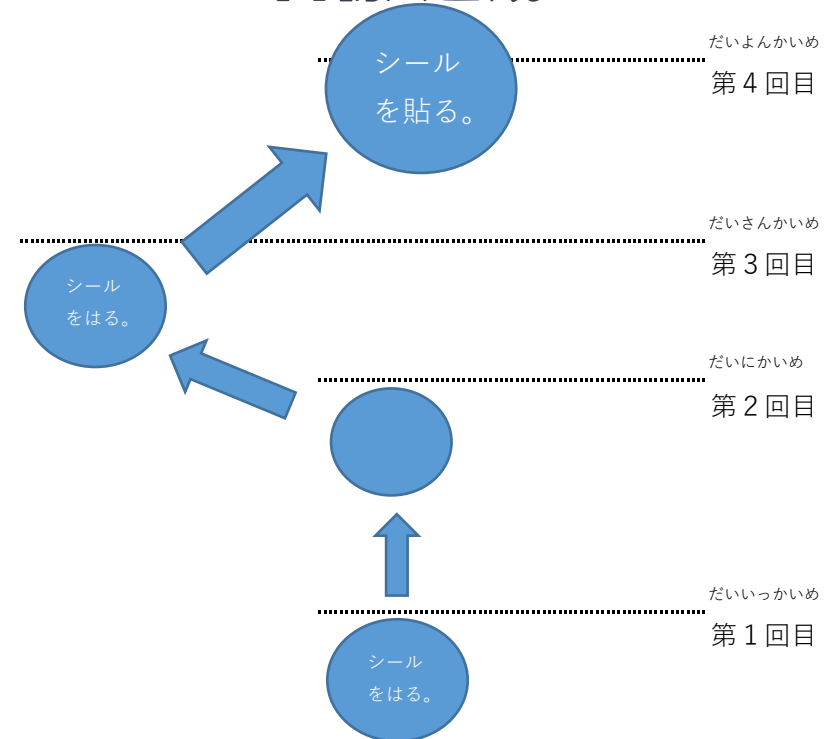 だいよんかいめ
シール
を貼る。
第４回目
だいさんかいめ
第３回目
シール
をはる。
だいにかいめ
第２回目
だいいっかいめ
第１回目
シール
をはる。